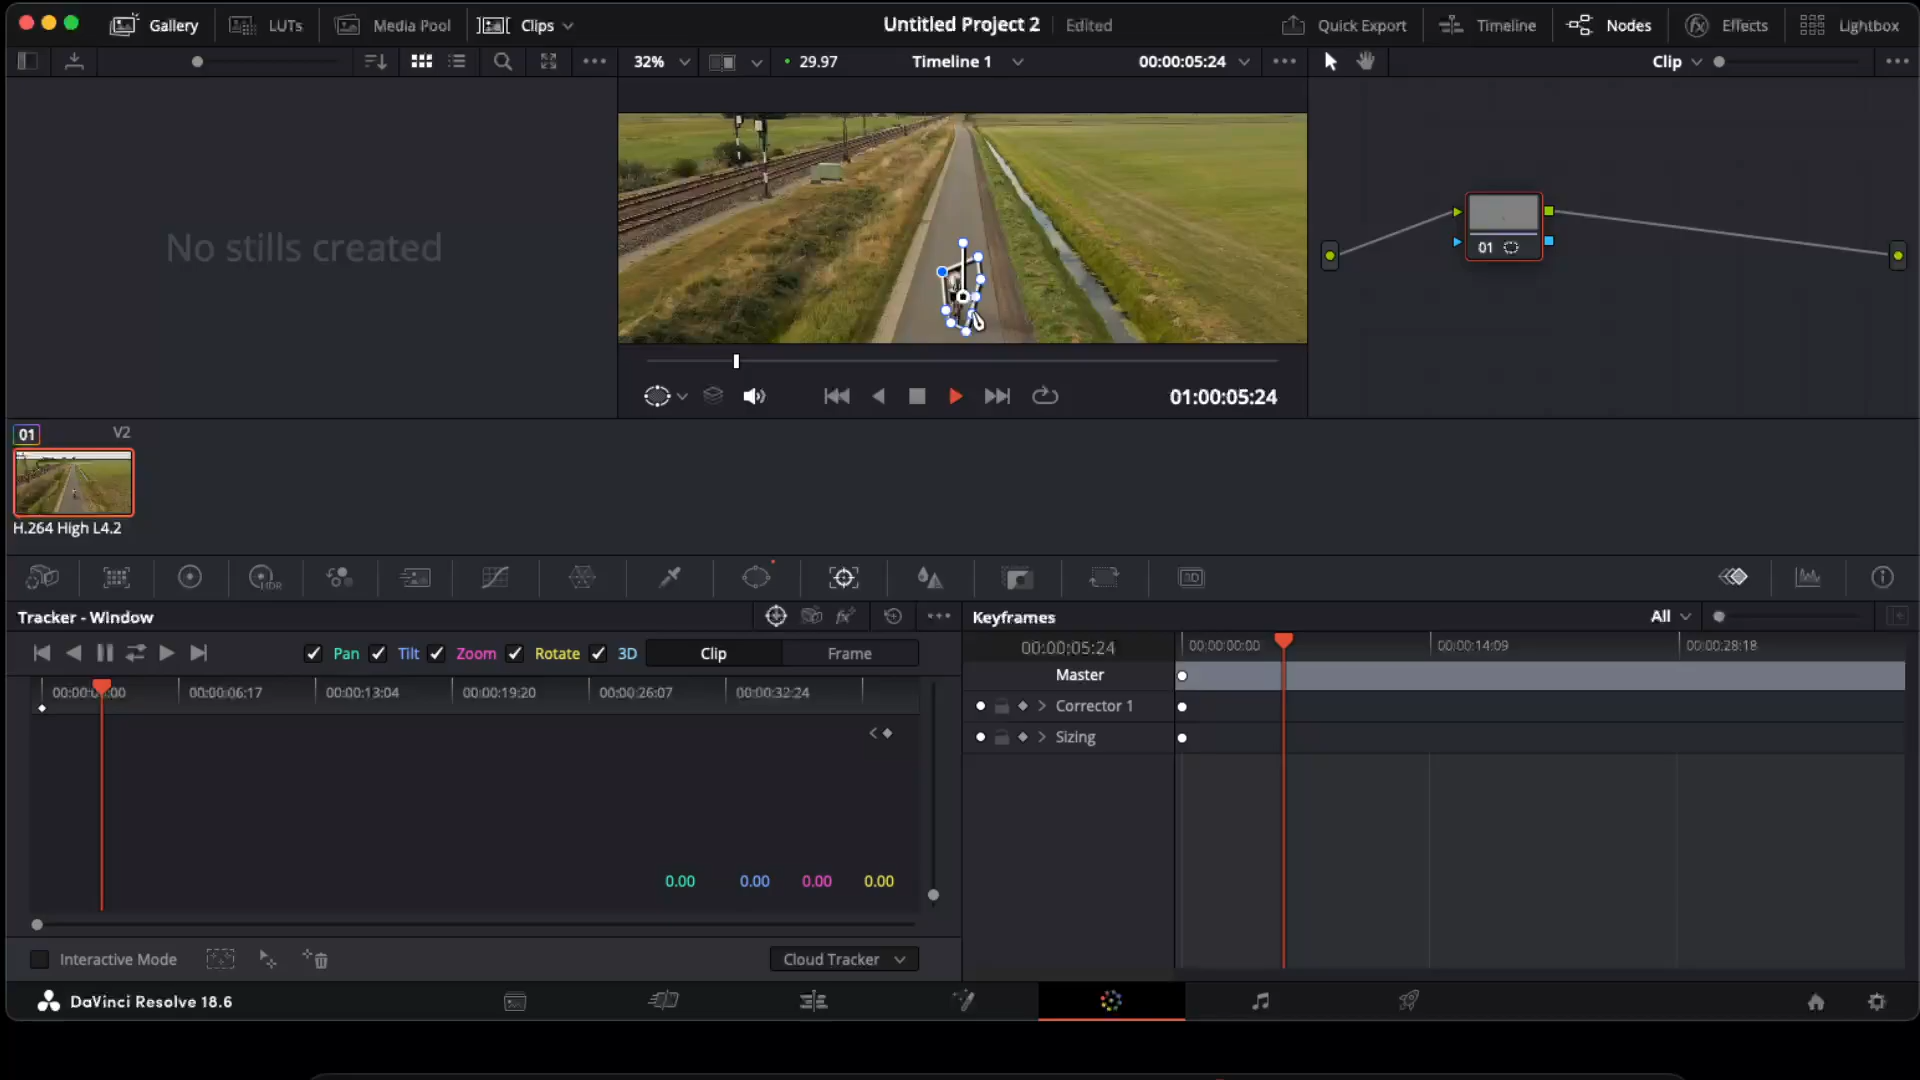 Gallery
LUTs
Media Pool
Clips
Untitled Project 2
Edited
Quick Export
Timeline
Nodes
Effects
Lightbox
32%
29.97
Timeline 1
00:00:05:24
Clip
No stills created
01
01:00:05:24
01
V2
H.264 High L4.2
HDR
3D
Tracker - Window
Keyframes
All
Pan
Tilt
Zoom
Rotate
3D
Clip
Frame
00:00:05:24
00:00:00:00
00:00:14:09
00:00:28:18
Master
00:00:06:17
00:00:13:04
00:00:19:20
00:00:26:07
00:00:32:24
Corrector 1
Sizing
0.00
0.00
0.00
0.00
Interactive Mode
Cloud Tracker
DaVinci Resolve 18.6